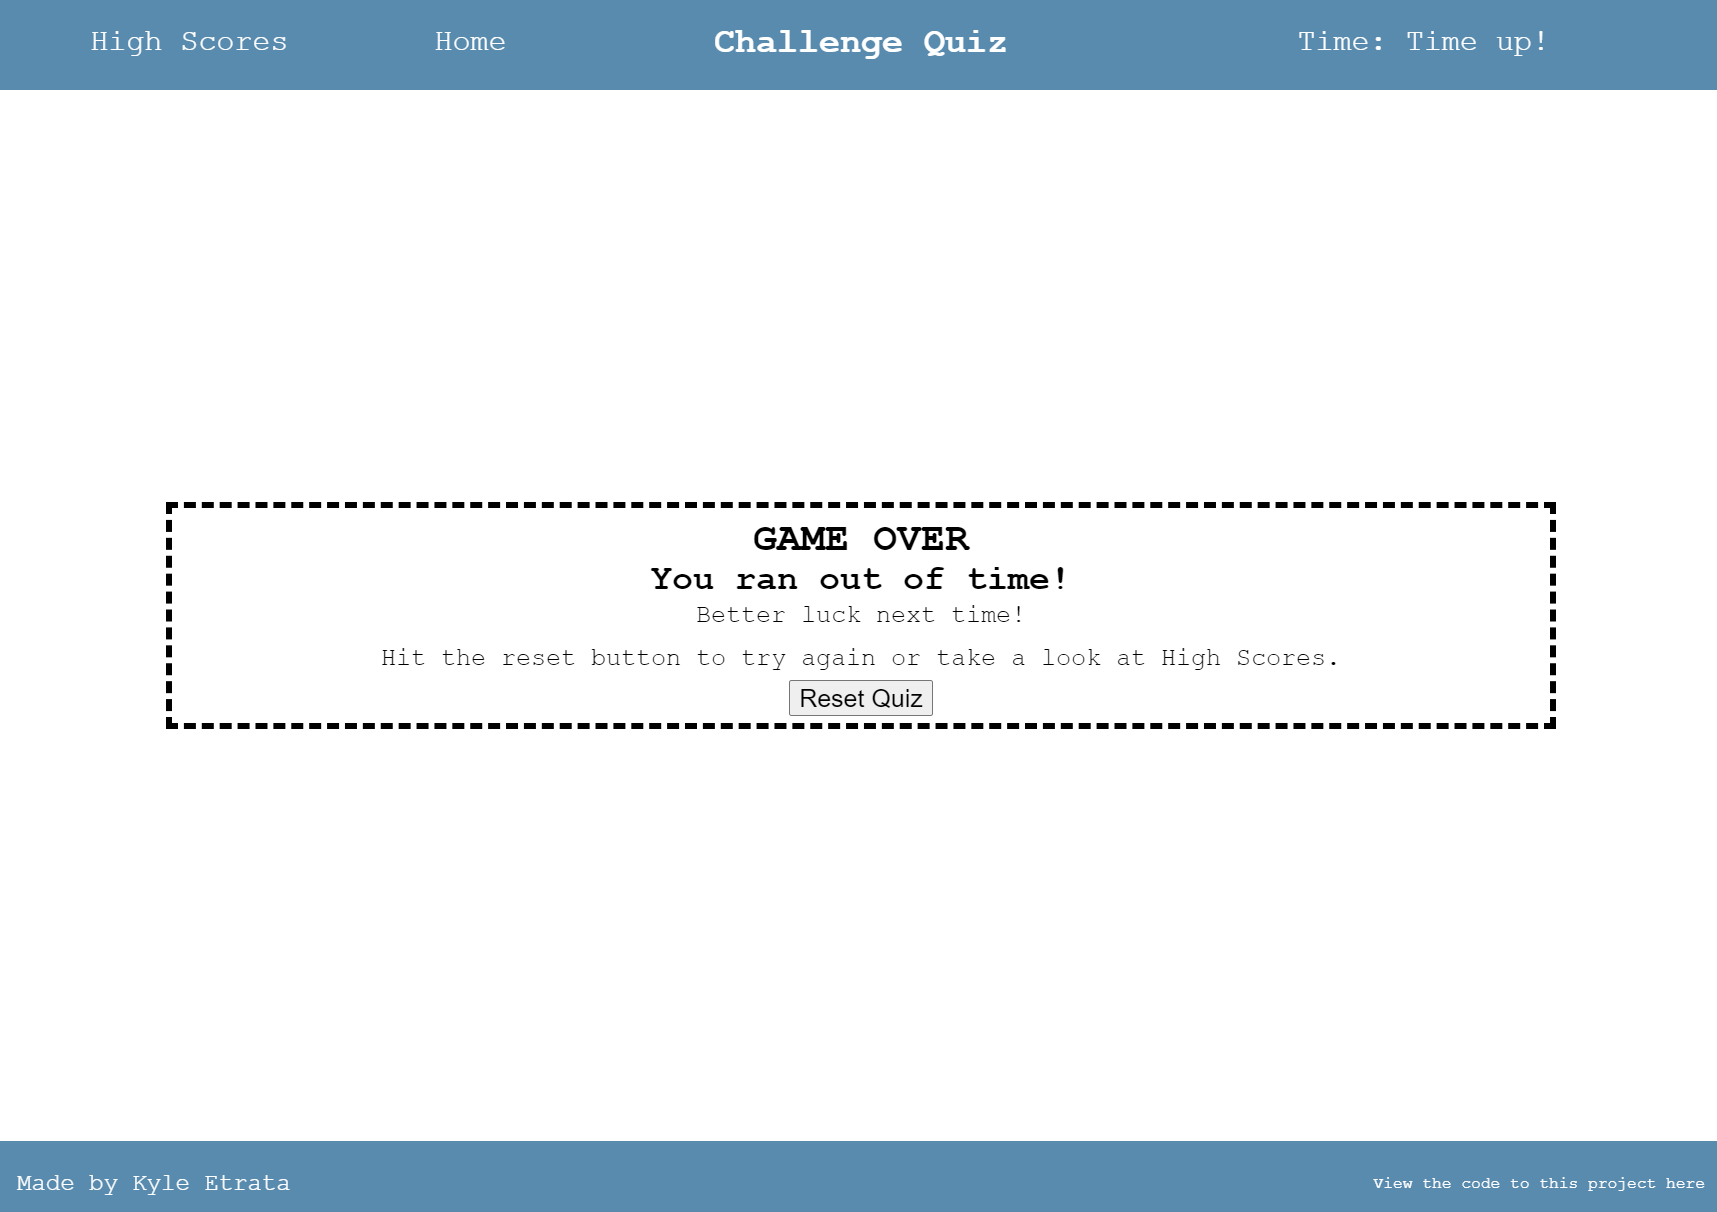 High Scores Home Challenge Quiz Time: Time up!
GAME OVER
You ran out of time!
Better luck next time!
Hit the reset button to try again or take a look at High Scores.
Reset Quiz
Made by Kyle Etrata View the code to this project here